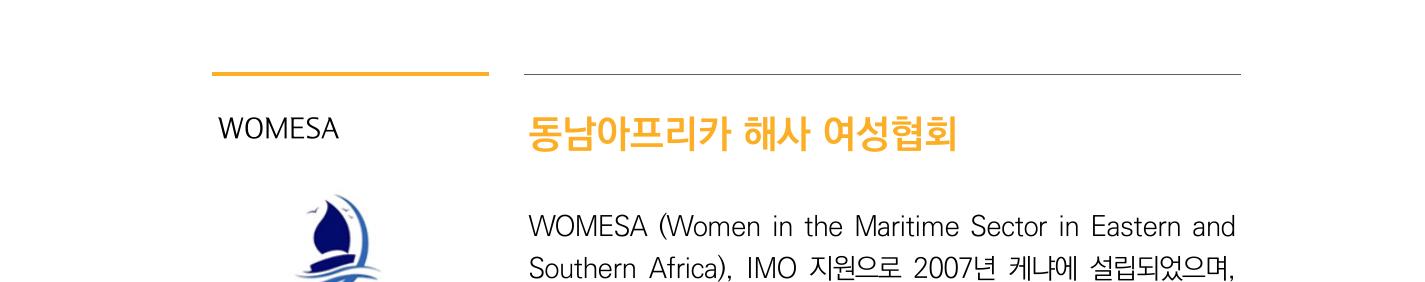 WOMESA
동남아프리카 해사 여성협회
WOMESA (Women in the Maritime Sector in Eastern and
Southern Africa), IMO 지원으로 2007년 케냐에 설립되었으며,